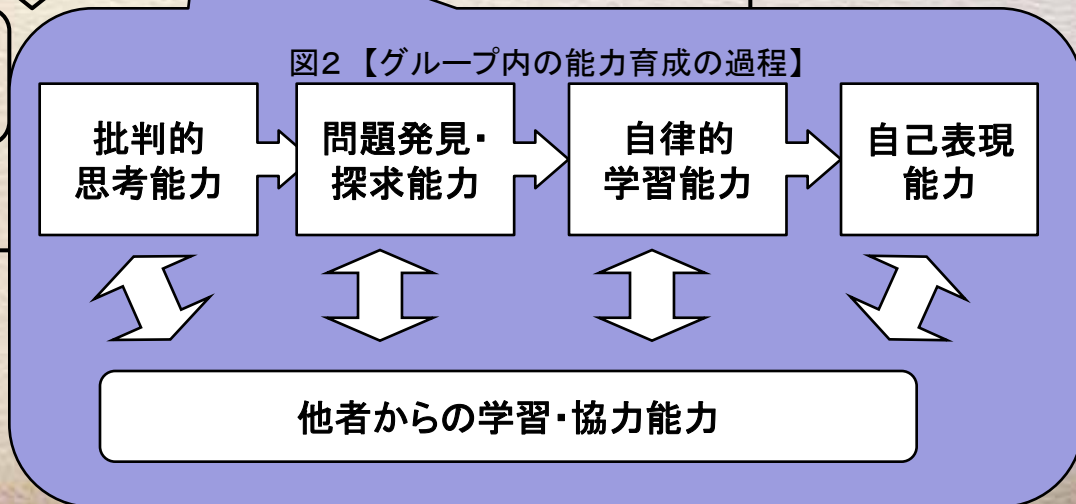 図2 【グループ内の能力育成の過程】
批判的
思考能力
問題発見・
探求能力
自律的
学習能力
自己表現
能力
他者からの学習・協力能力